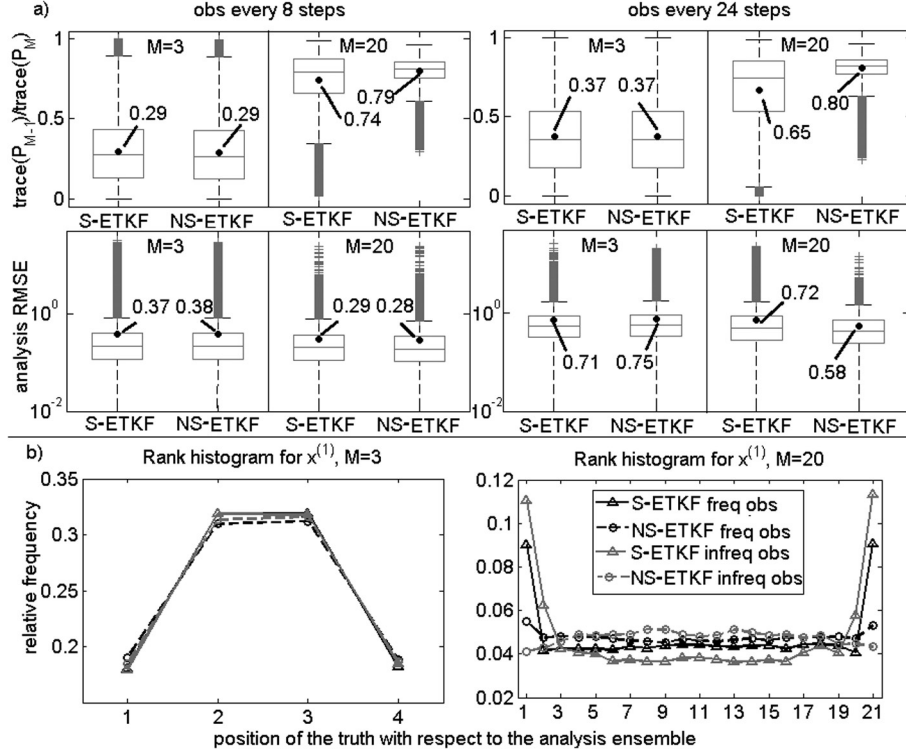 a)
obs every 8 steps
obs every 24 steps
trace(P_{M-1})/trace(P_M)
1
0.5
0
M=3
0.29
0.29
S-ETKF NS-ETKF
M=20
0.74
0.79
S-ETKF NS-ETKF
1
0.5
0
M=3
0.37
0.37
S-ETKF NS-ETKF
M=20
0.65
0.80
S-ETKF NS-ETKF
analysis RMSE
10^0
10^-2
M=3
0.37 0.38
S-ETKF NS-ETKF
M=20
0.29 0.28
S-ETKF NS-ETKF
10^0
10^-2
M=3
0.71
0.75
S-ETKF NS-ETKF
M=20
0.72
0.58
S-ETKF NS-ETKF
b)
Rank histogram for x^(1), M=3
relative frequency
0.35
0.3
0.25
0.2
1 2 3 4
Rank histogram for x^(1), M=20
0.12
0.10
0.08
0.06
0.04
0.02
S-ETKF freq obs
NS-ETKF freq obs
S-ETKF infreq obs
NS-ETKF infreq obs
1 3 5 7 9 11 13 15 17 19 21
position of the truth with respect to the analysis ensemble